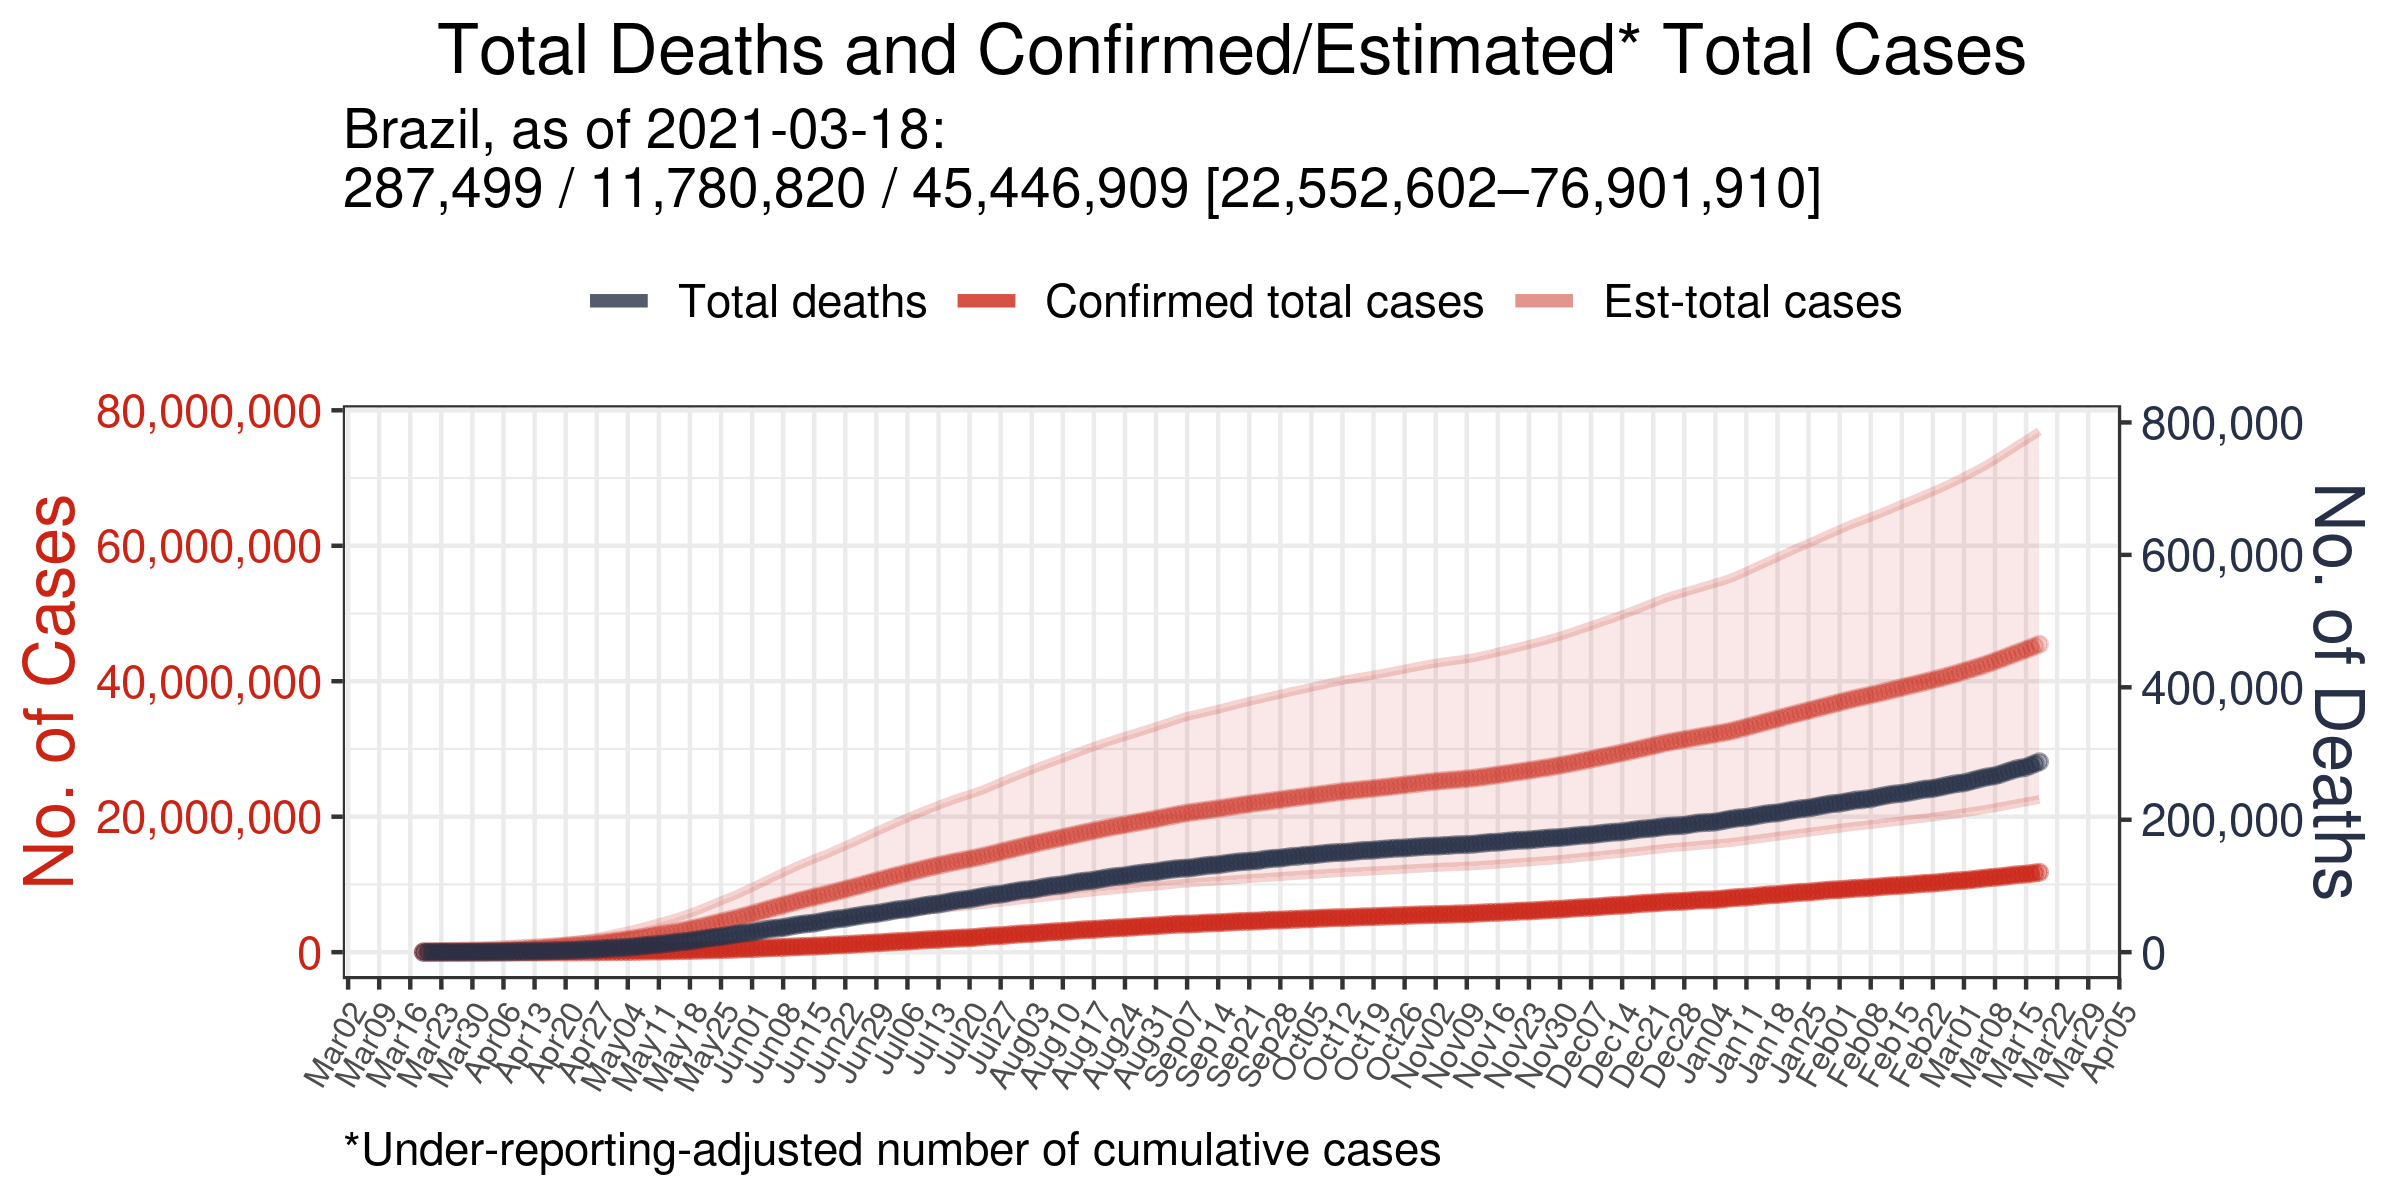 Total Deaths and Confirmed/Estimated* Total Cases
Brazil, as of 2021-03-18:
287,499 / 11,780,820 / 45,446,909 [22,552,602–76,901,910]
Total deaths
Confirmed total cases
Est-total cases
No. of Cases
80,000,000
60,000,000
40,000,000
20,000,000
0
800,000
600,000
400,000
200,000
0
No. of Deaths
Mar02
Mar09
Mar16
Mar23
Mar30
Apr06
Apr13
Apr20
Apr27
May04
May11
May18
May25
Jun01
Jun08
Jun15
Jun22
Jun29
Jul06
Jul13
Jul20
Jul27
Aug03
Aug10
Aug17
Aug24
Aug31
Sep07
Sep14
Sep21
Sep28
Oct05
Oct12
Oct19
Oct26
Nov02
Nov09
Nov16
Nov23
Nov30
Dec07
Dec14
Dec21
Dec28
Jan04
Jan11
Jan18
Jan25
Feb01
Feb08
Feb15
Feb22
Mar01
Mar08
Mar15
Mar22
Mar29
Apr05
*Under-reporting-adjusted number of cumulative cases